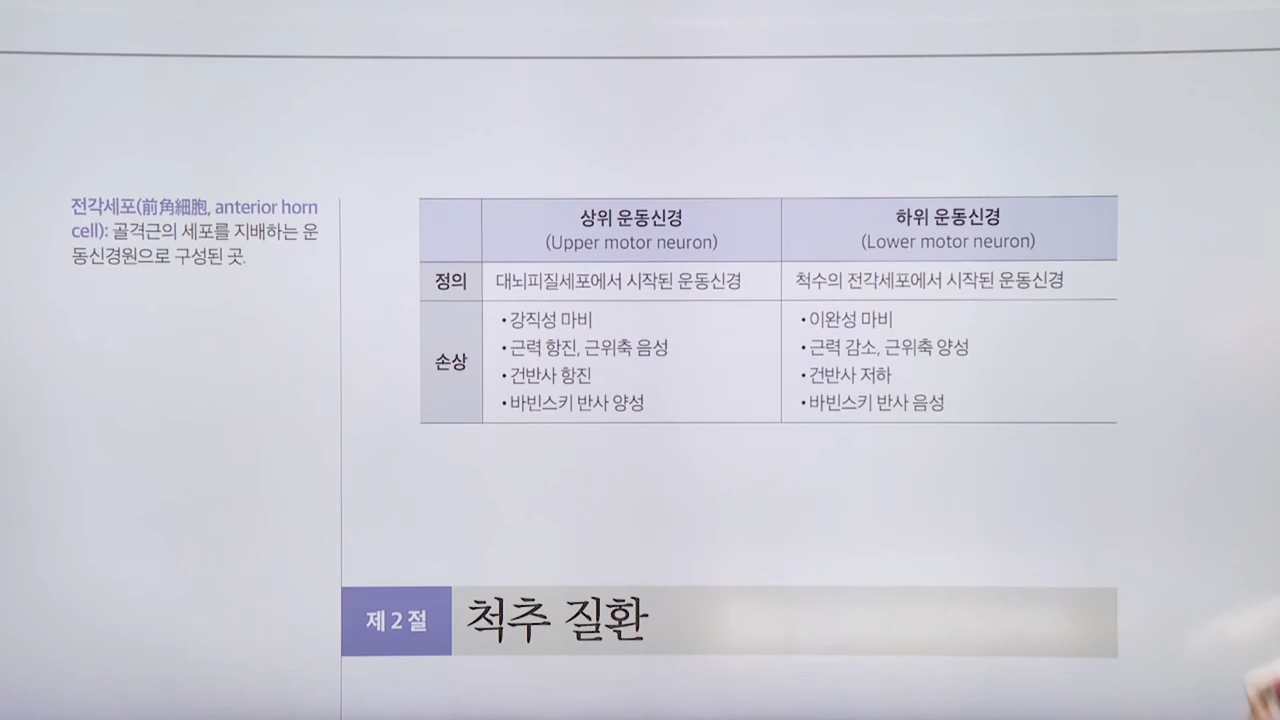 전각세포(前角細胞, anterior horn
cell): 골격근의 세포를 지배하는 운
동신경원으로 구성된 곳.
상위 운동신경
(Upper motor neuron)
하위 운동신경
(Lower motor neuron)
정의
대뇌피질세포에서 시작된 운동신경
척수의 전각세포에서 시작된 운동신경
손상
• 강직성 마비
• 근력 항진, 근위축 음성
• 건반사 항진
• 바빈스키 반사 양성
• 이완성 마비
• 근력 감소, 근위축 양성
• 건반사 저하
• 바빈스키 반사 음성
제 2 절
척추 질환